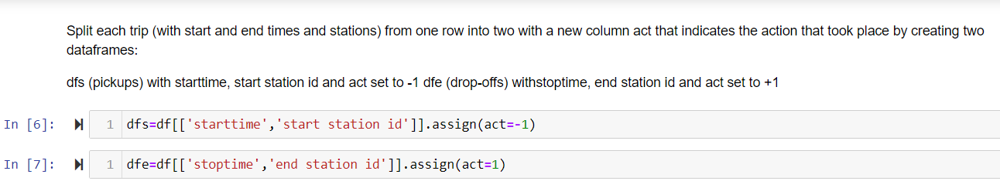 Split each trip (with start and end times and stations) from one row into two with a new column act that indicates the action that took place by creating two
dataframes:
dfs (pickups) with starttime, start station id and act set to -1 dfe (drop-offs) withstoptime, end station id and act set to +1
In [6]: 1 dfs=df[['starttime','start station id']].assign(act=-1)
In [7]: 1 dfe=df[['stoptime','end station id']].assign(act=1)